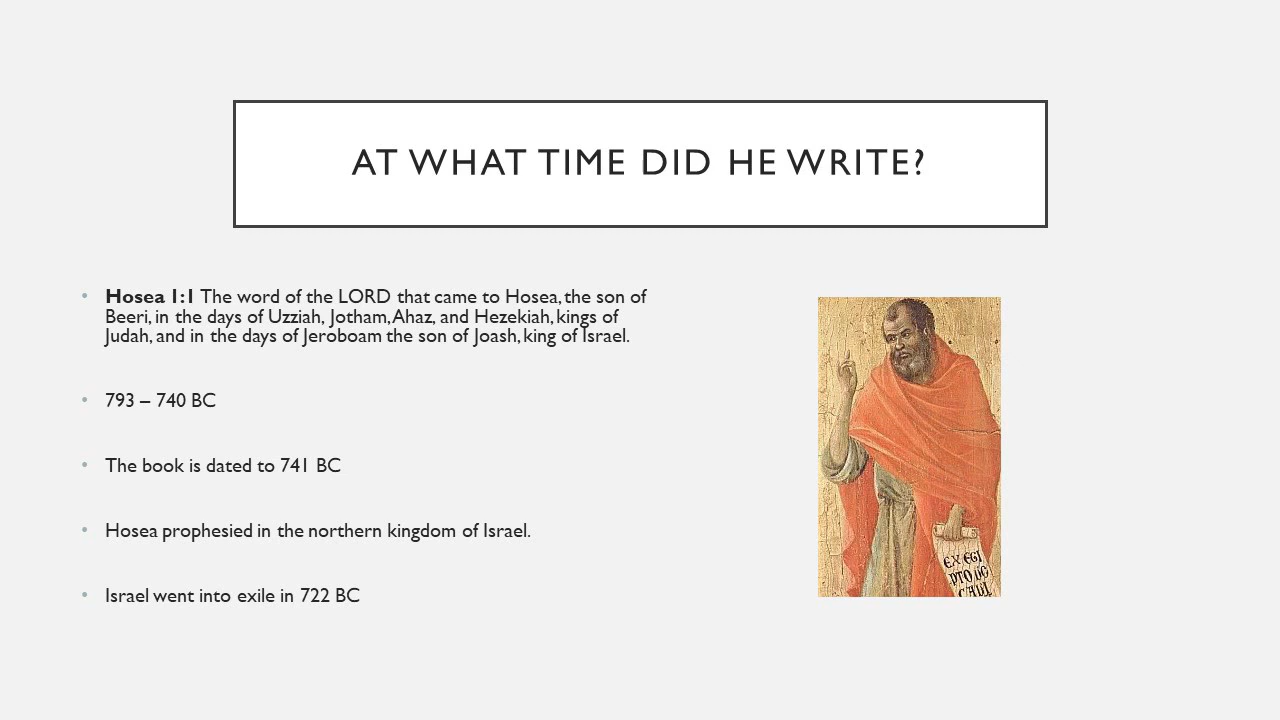 AT WHAT TIME DID HE WRITE?
• Hosea 1:1 The word of the LORD that came to Hosea, the son of
Beeri, in the days of Uzziah, Jotham, Ahaz, and Hezekiah, kings of
Judah, and in the days of Jeroboam the son of Joash, king of Israel.
• 793 – 740 BC
• The book is dated to 741 BC
• Hosea prophesied in the northern kingdom of Israel.
• Israel went into exile in 722 BC
EX EGI
PTO